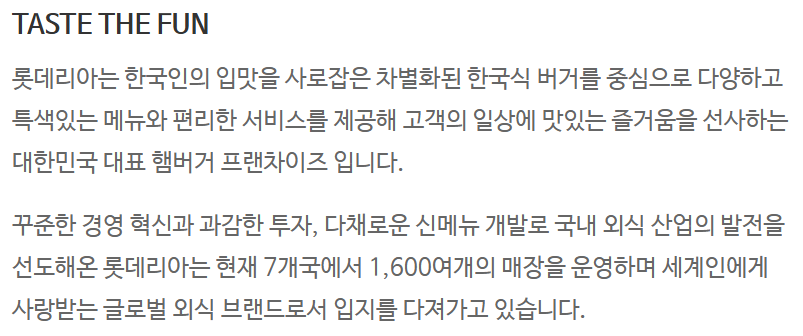 TASTE THE FUN
롯데리아는 한국인의 입맛을 사로잡은 차별화된 한국식 버거를 중심으로 다양하고
특색있는 메뉴와 편리한 서비스를 제공해 고객의 일상에 맛있는 즐거움을 선사하는
대한민국 대표 햄버거 프랜차이즈 입니다.
꾸준한 경영 혁신과 과감한 투자, 다채로운 신메뉴 개발로 국내 외식 산업의 발전을
선도해온 롯데리아는 현재 7개국에서 1,600여개의 매장을 운영하며 세계인에게
사랑받는 글로벌 외식 브랜드로서 입지를 다져가고 있습니다.